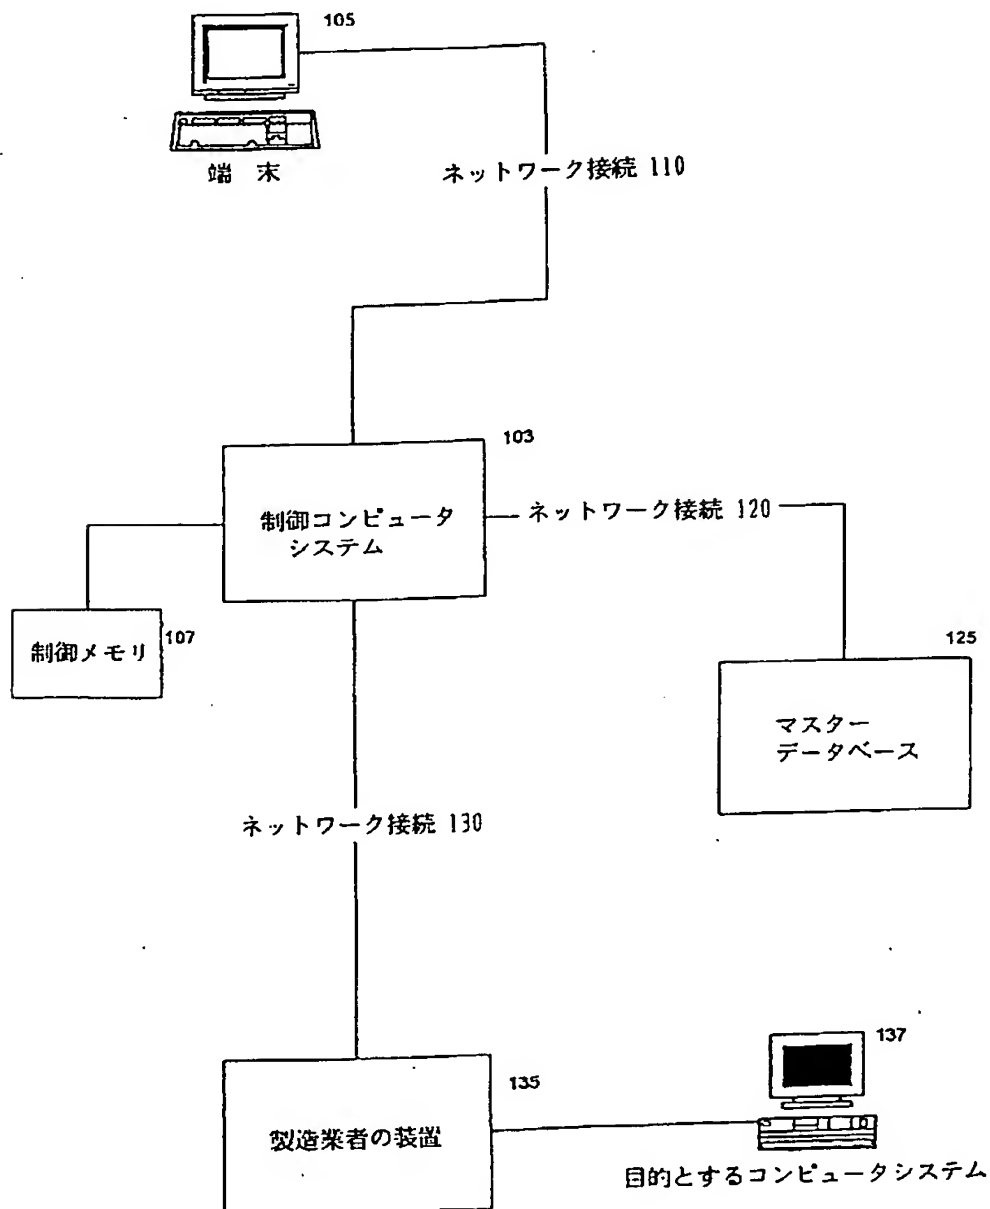 105
端 末
ネットワーク接続 110
103
制御コンピュータ
システム
ネットワーク接続 120
制御メモリ
107
125
マスター
データベース
ネットワーク接続 130
137
135
製造業者の装置
目的とするコンピュータシステム